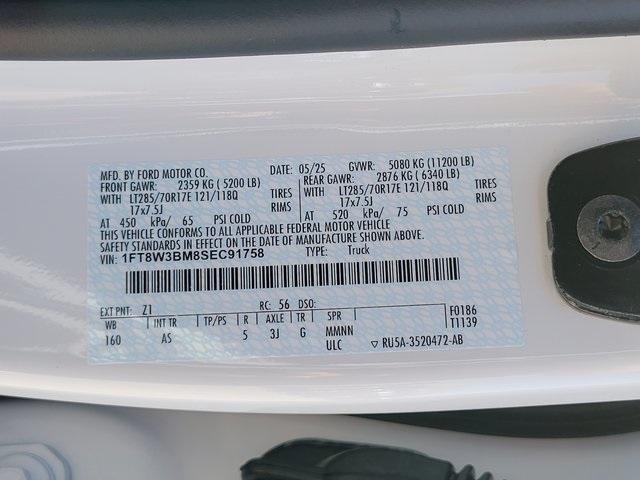 MFD. BY FORD MOTOR CO. DATE: 05/25 GVWR: 5080 KG (11200 LB)
FRONT GAWR: 2359 KG (5200 LB) REAR GAWR: 2876 KG (6340 LB)
WITH LT285/70R17E 121/118Q TIRES WITH LT285/70R17E 121/118Q TIRES
17x7.5J RIMS 17x7.5J RIMS
AT 450 kPa/ 65 PSI COLD AT 520 kPa/ 75 PSI COLD
THIS VEHICLE CONFORMS TO ALL APPLICABLE FEDERAL MOTOR VEHICLE
SAFETY STANDARDS IN EFFECT ON THE DATE OF MANUFACTURE SHOWN ABOVE.
VIN: 1FT8W3BM8SEC91758 TYPE: Truck
EXT PNT: Z1 RC: 56 DSO: F0186
WB INT TR TP/PS R AXLE TR SPR T1139
160 AS 5 3J G MMNN
ULC ▽ RU5A-3520472-AB